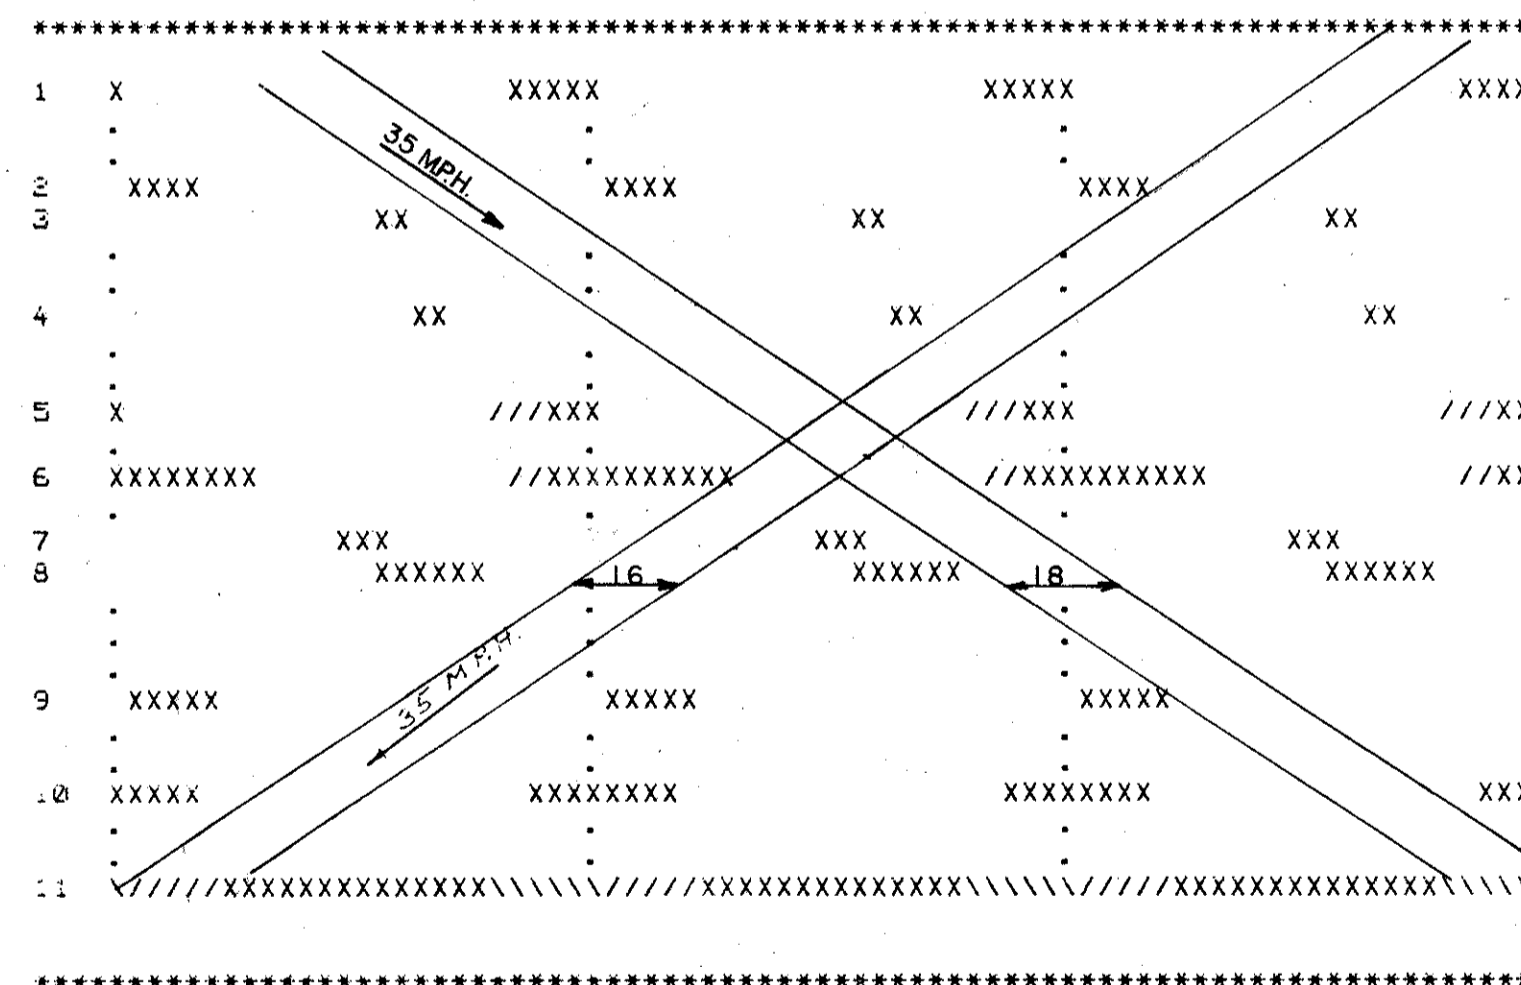 ********************************************************************************
1 X XXXXX XXXXX XXXX
35 M.P.H.
2 XXXX XXXX XXXX
3 XX XX XX
4 XX XX XX
5 X ///XXX ///XXX ///XX
6 XXXXXXXX //XXXXXXXXXX //XXXXXXXXXX //XX
7 XXX XXX XXX
8 XXXXXX XXXXXX XXXXXX
16 18
35 M.P.H.
9 XXXXX XXXXX XXXXX
10 XXXXX XXXXXXXX XXXXXXXX XXX
11 \/////XXXXXXXXXXXXXX\\\\\\/////XXXXXXXXXXXXXX\\\\\\/////XXXXXXXXXXXXXX\\\\\
********************************************************************************